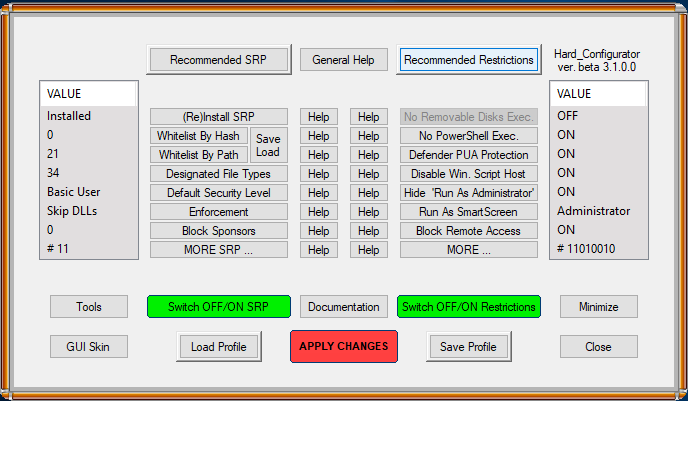 Recommended SRP General Help Recommended Restrictions Hard_Configurator
ver. beta 3.1.0.0
VALUE VALUE
Installed (Re)Install SRP Help Help No Removable Disks Exec. OFF
0 Whitelist By Hash Save Load Help Help No PowerShell Exec. ON
21 Whitelist By Path Help Help Defender PUA Protection ON
34 Designated File Types Help Help Disable Win. Script Host ON
Basic User Default Security Level Help Help Hide 'Run As Administrator' ON
Skip DLLs Enforcement Help Help Run As SmartScreen Administrator
0 Block Sponsors Help Help Block Remote Access ON
# 11 MORE SRP ... Help Help MORE ... # 11010010
Tools Switch OFF/ON SRP Documentation Switch OFF/ON Restrictions Minimize
GUI Skin Load Profile APPLY CHANGES Save Profile Close